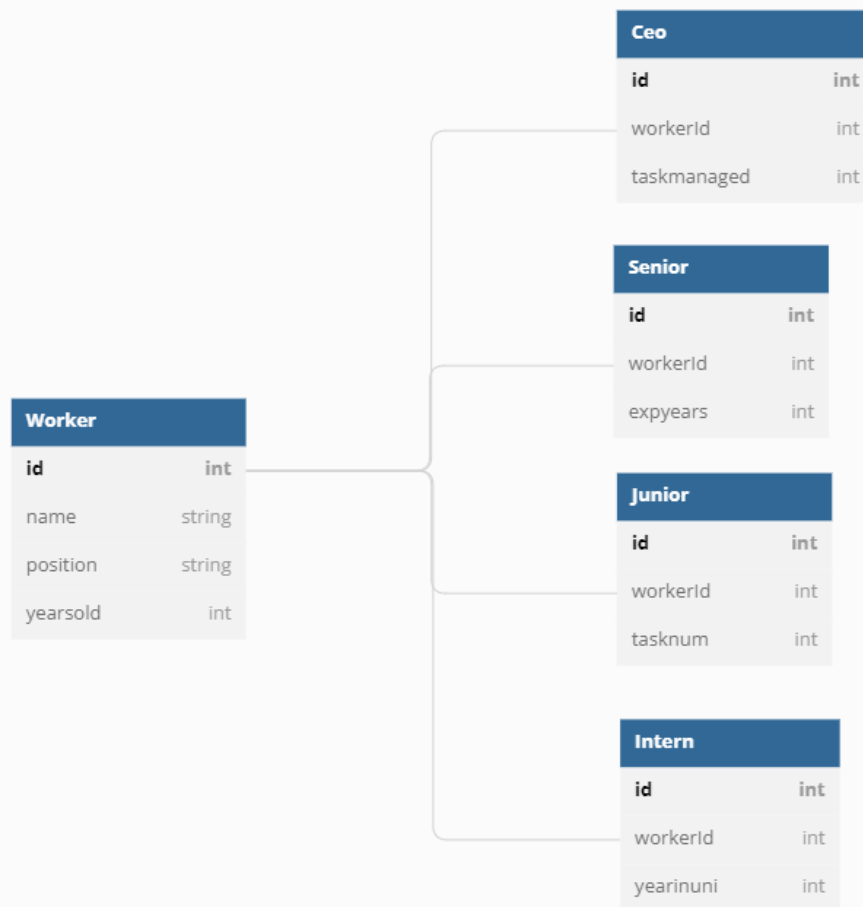 Ceo
id int
workerId int
taskmanaged int
Senior
id int
workerId int
expyears int
Worker
id int
name string
position string
yearsold int
Junior
id int
workerId int
tasknum int
Intern
id int
workerId int
yearinuni int